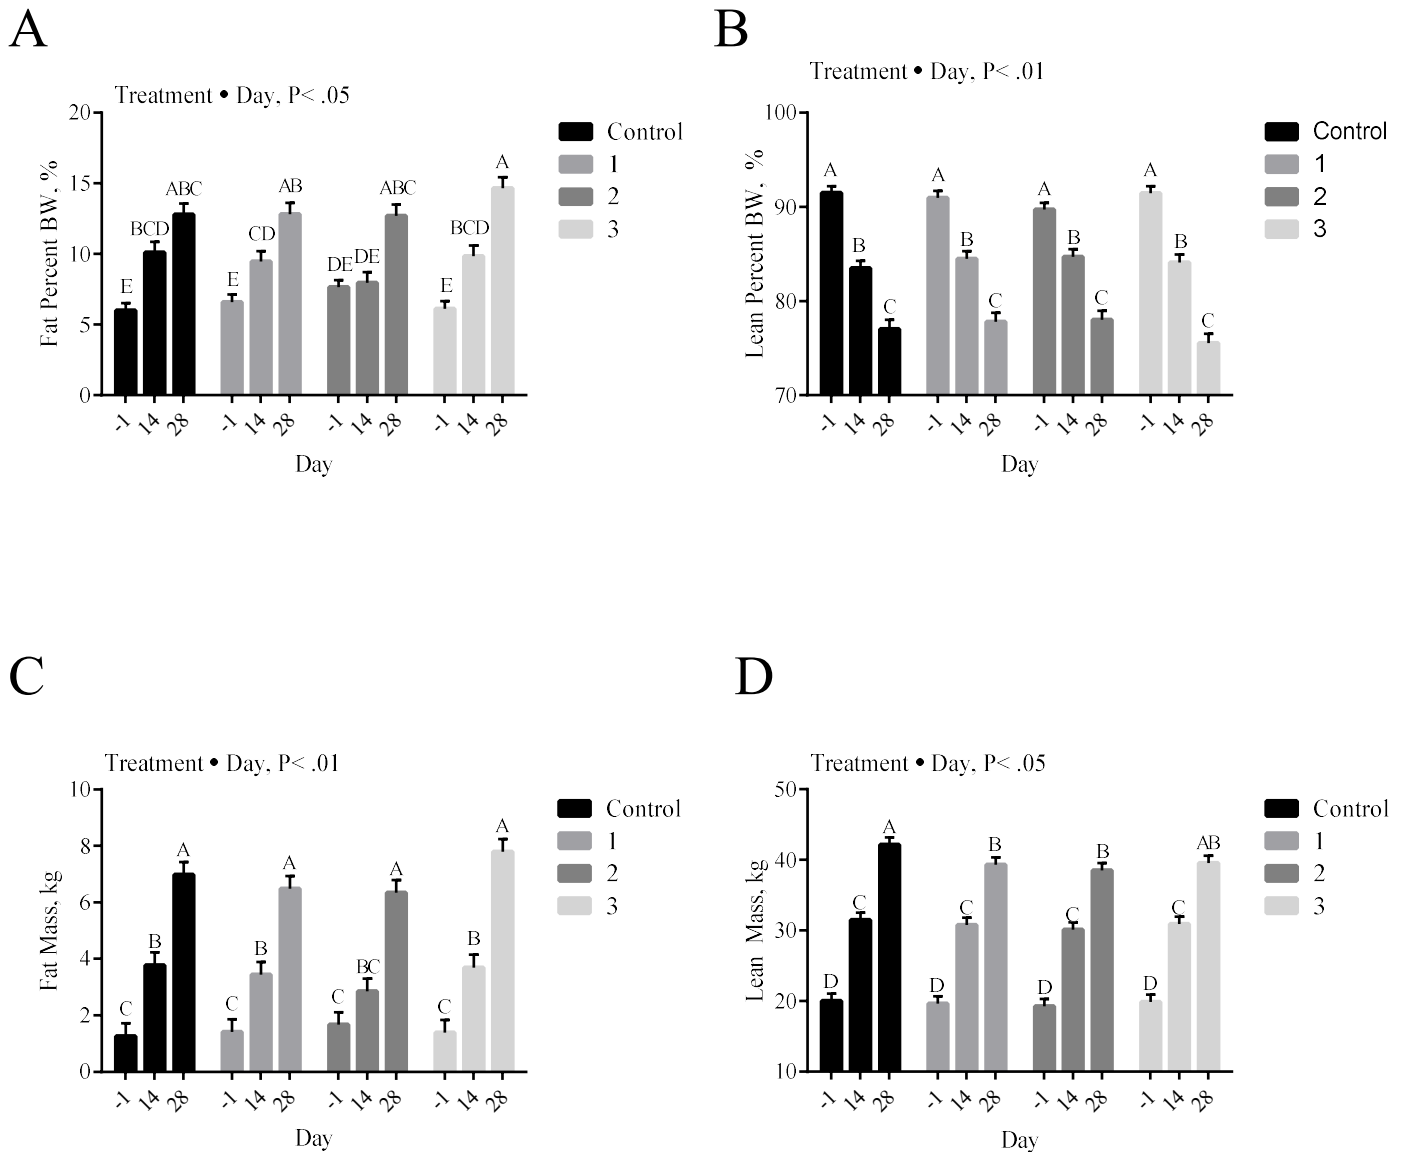 A
Treatment • Day, P< .05
Fat Percent BW, %
20
15
10
5
0
E
BCD
ABC
E
CD
AB
DE
DE
ABC
E
BCD
A
-1
14
28
-1
14
28
-1
14
28
-1
14
28
Day
Control
1
2
3
B
Treatment • Day, P< .01
Lean Percent BW, %
100
90
80
70
A
B
C
A
B
C
A
B
C
A
B
C
-1
14
28
-1
14
28
-1
14
28
-1
14
28
Day
Control
1
2
3
C
Treatment • Day, P< .01
Fat Mass, kg
10
8
6
4
2
0
C
B
A
C
B
A
C
BC
A
C
B
A
-1
14
28
-1
14
28
-1
14
28
-1
14
28
Day
Control
1
2
3
D
Treatment • Day, P< .05
Lean Mass, kg
50
40
30
20
10
D
C
A
D
C
B
D
C
B
D
C
AB
-1
14
28
-1
14
28
-1
14
28
-1
14
28
Day
Control
1
2
3